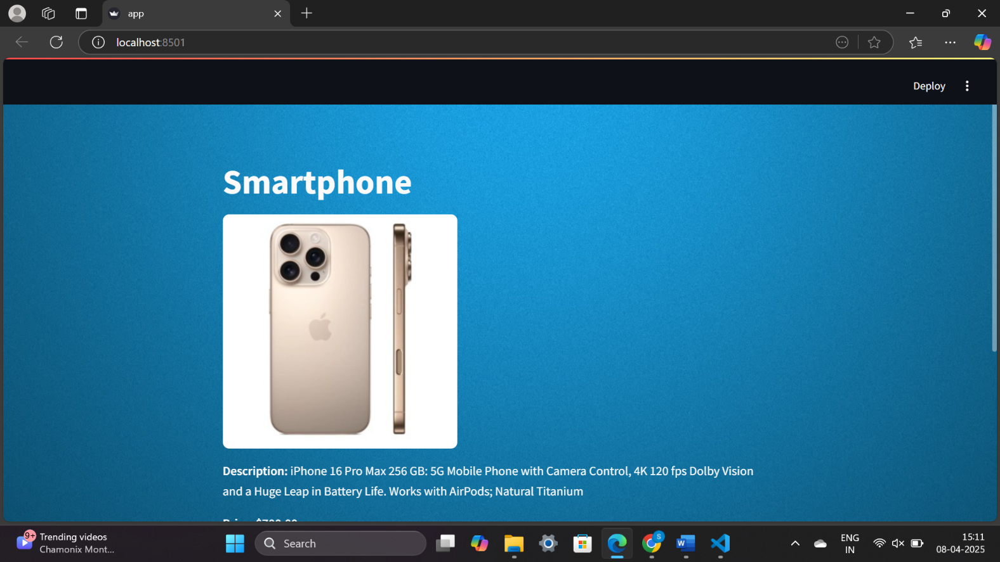 app
localhost:8501
Deploy
Smartphone
Description: iPhone 16 Pro Max 256 GB: 5G Mobile Phone with Camera Control, 4K 120 fps Dolby Vision
and a Huge Leap in Battery Life. Works with AirPods; Natural Titanium
9+
Trending videos
Chamonix Mont...
Search
S
W
ENG
IN
15:11
08-04-2025